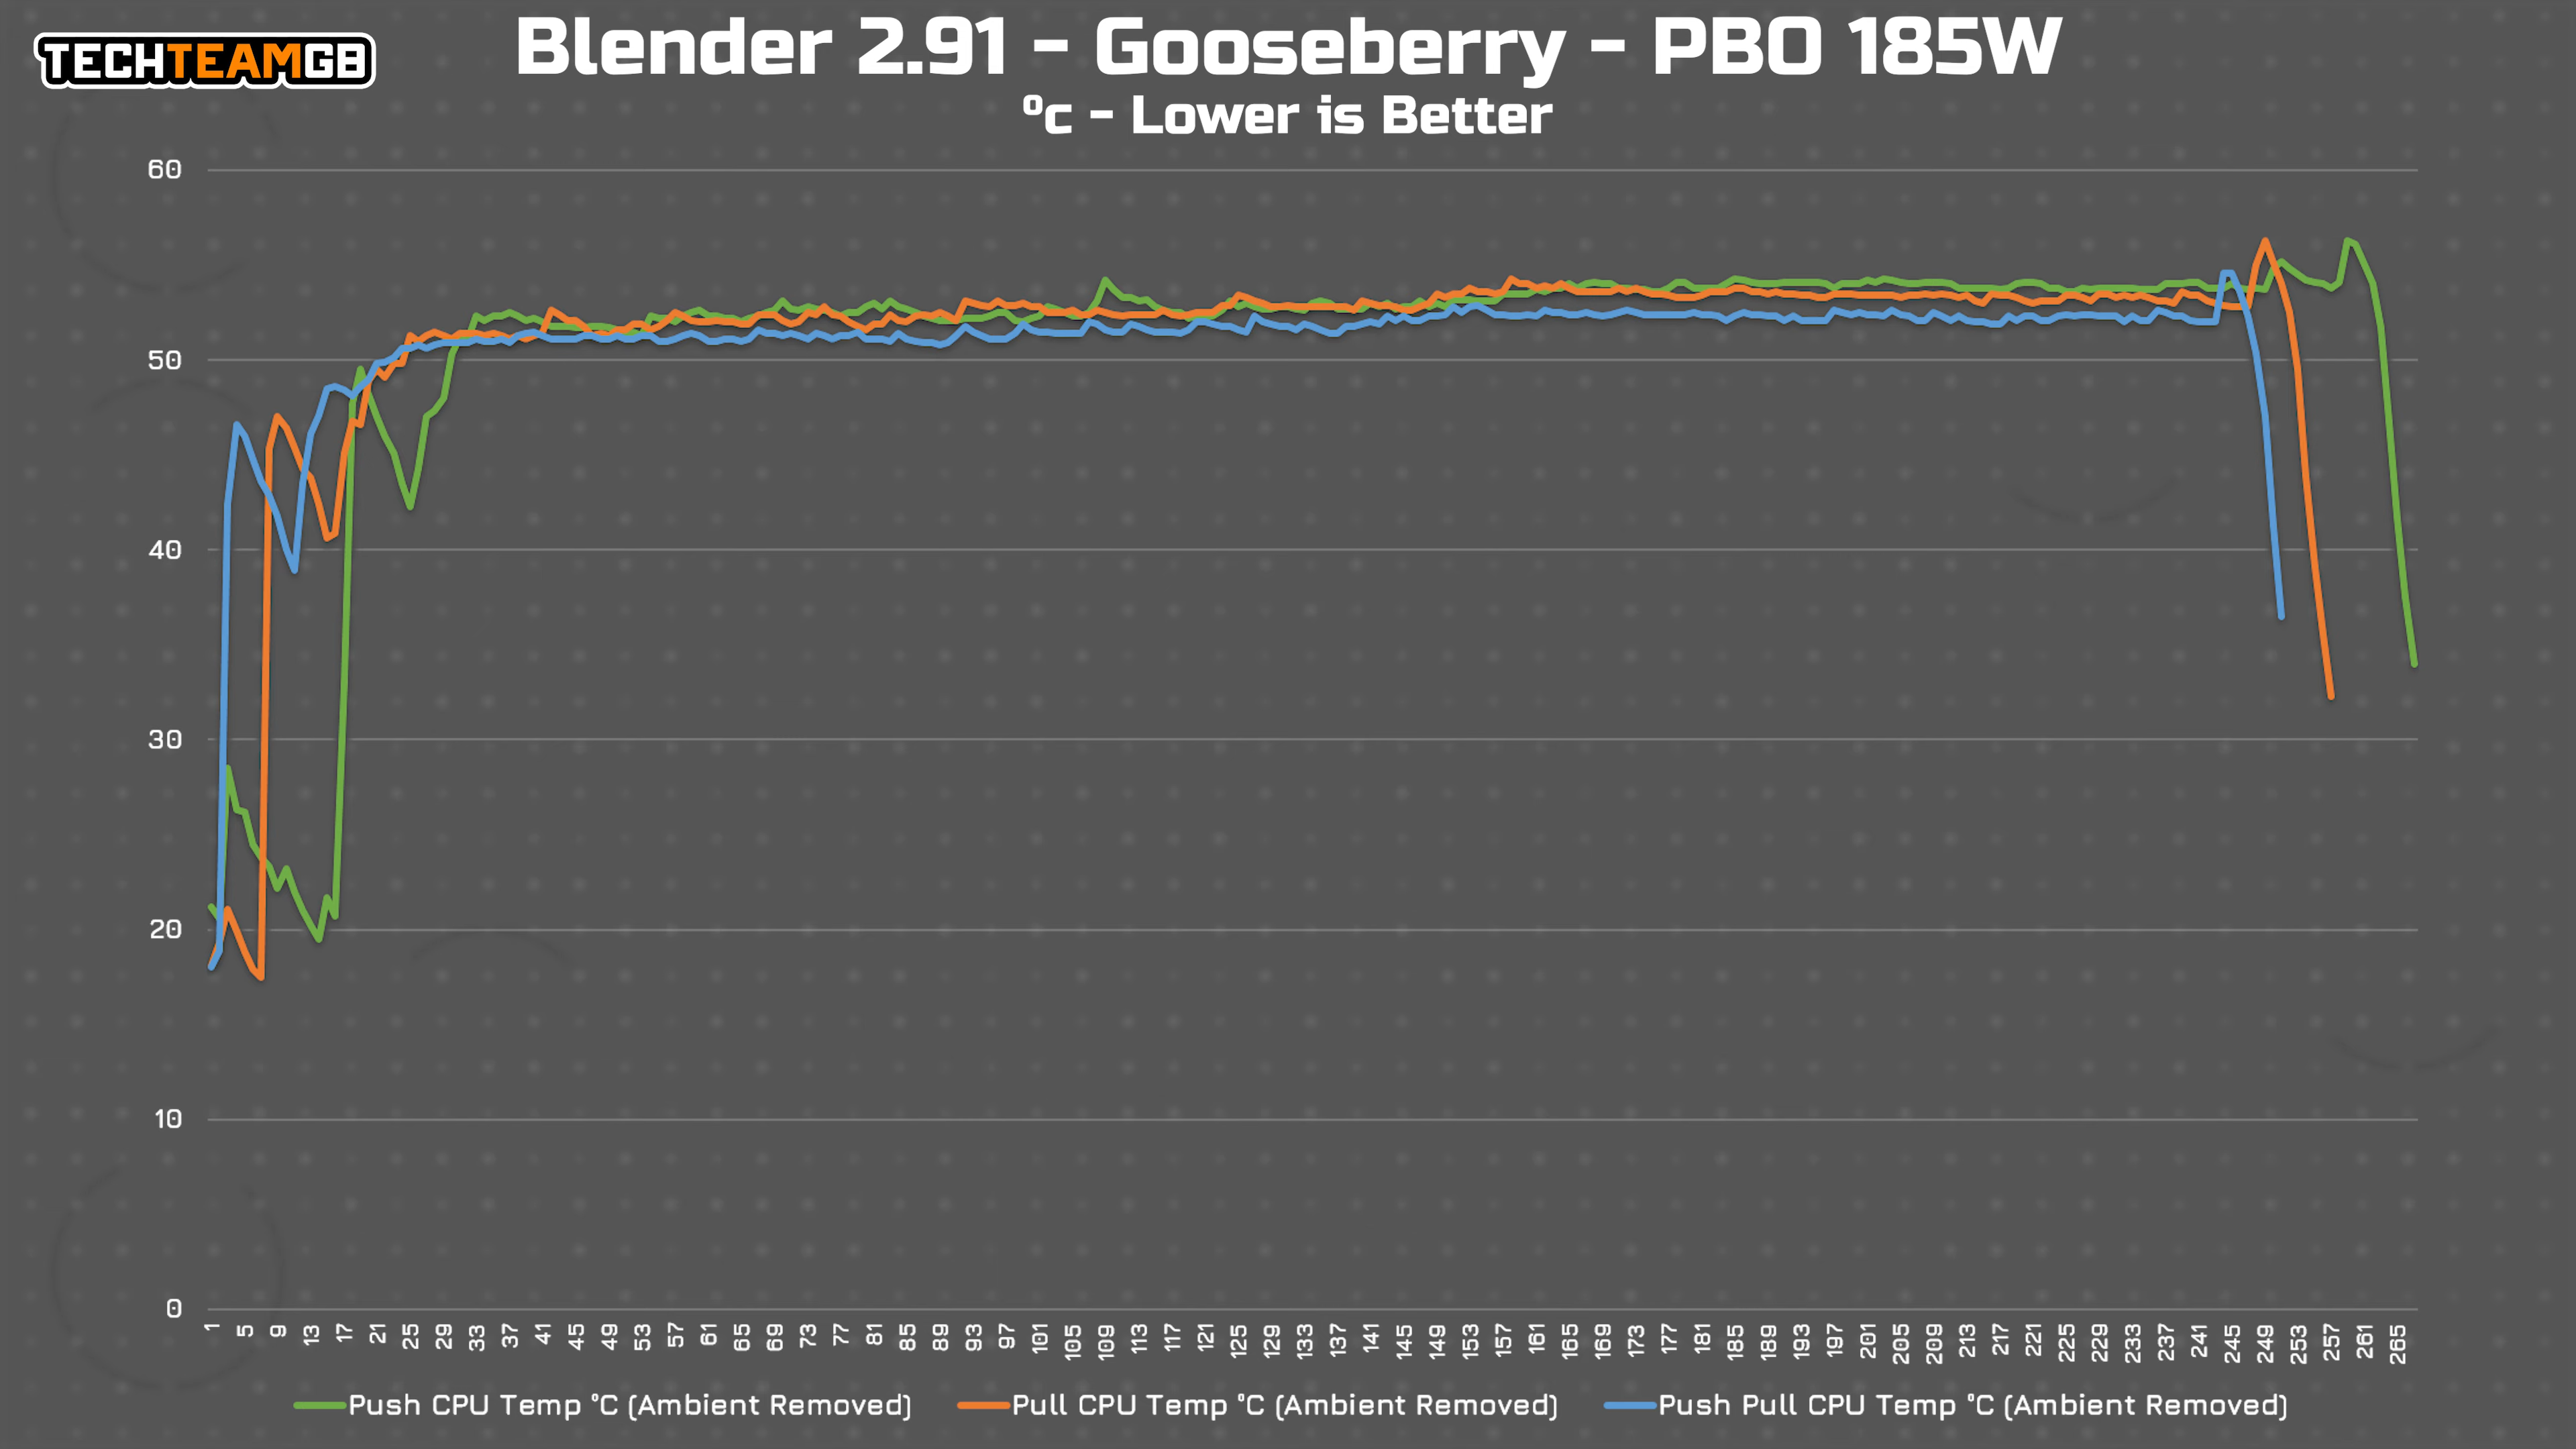 TECHTEAMGB
Blender 2.91 - Gooseberry - PBO 185W
ºc - Lower is Better
60
50
40
30
20
10
0
1 5 9 13 17 21 25 29 33 37 41 45 49 53 57 61 65 69 73 77 81 85 89 93 97 101 105 109 113 117 121 125 129 133 137 141 145 149 153 157 161 165 169 173 177 181 185 189 193 197 201 205 209 213 217 221 225 229 233 237 241 245 249 253 257 261 265
Push CPU Temp °C (Ambient Removed) Pull CPU Temp °C (Ambient Removed) Push Pull CPU Temp °C (Ambient Removed)